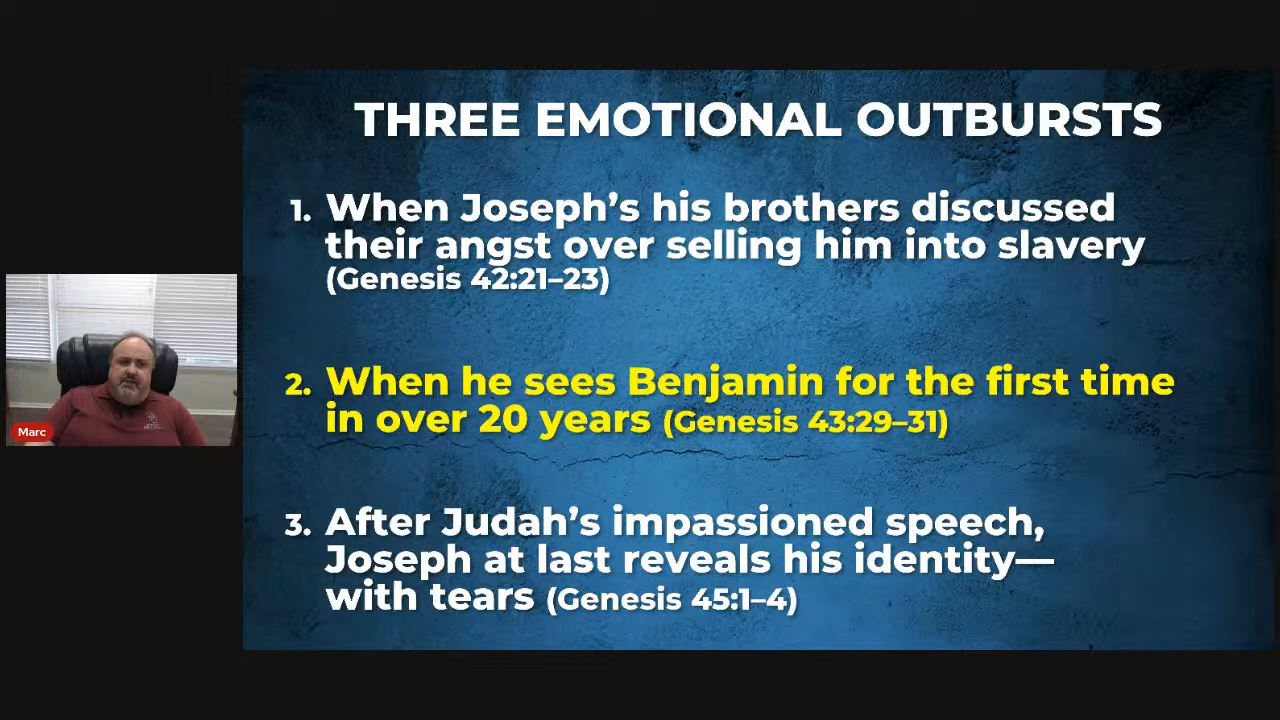 THREE EMOTIONAL OUTBURSTS
1. When Joseph’s his brothers discussed
their angst over selling him into slavery
(Genesis 42:21–23)
2. When he sees Benjamin for the first time
in over 20 years (Genesis 43:29–31)
3. After Judah’s impassioned speech,
Joseph at last reveals his identity—
with tears (Genesis 45:1–4)
Marc